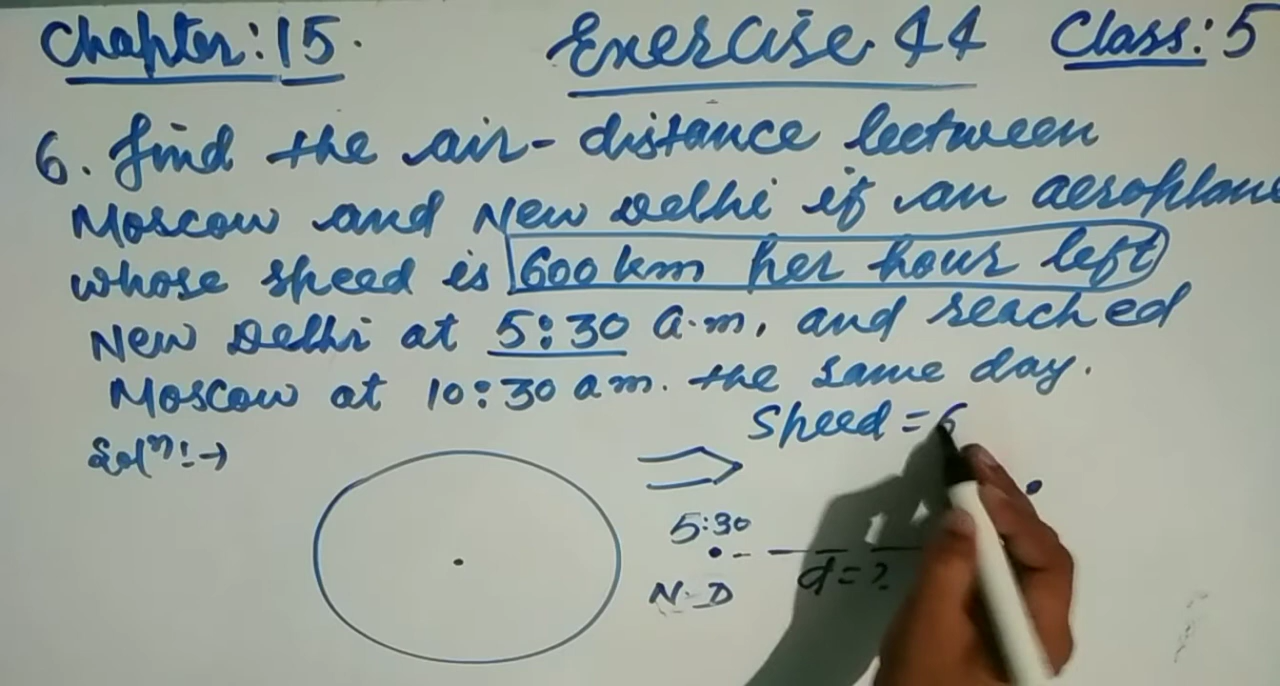 Chapter: 15. Exercise 44 Class: 5
6. find the air-distance between
Moscow and New Delhi if an aeroplane
whose speed is 600 km per hour left
New Delhi at 5:30 a.m. and reached
Moscow at 10:30 am. the same day.
Solⁿ:→
Speed = 6
5:30
d = ?
N.D